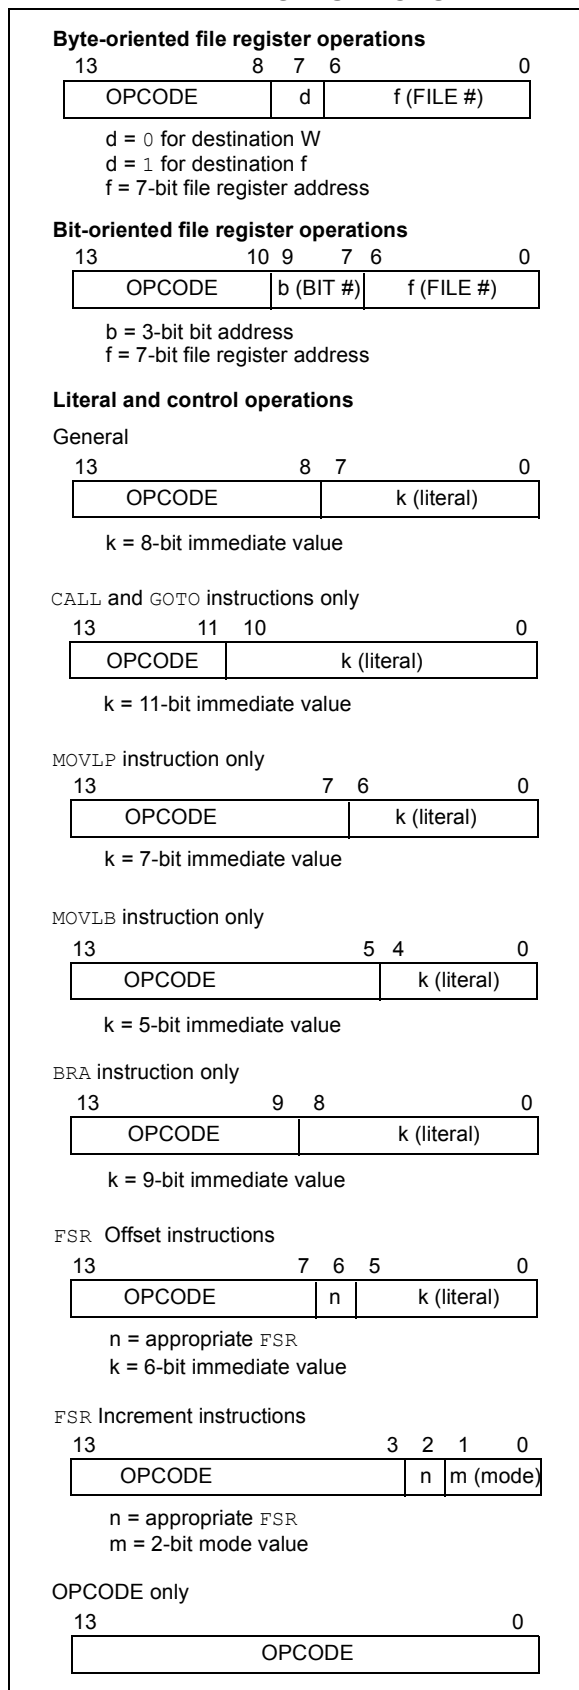 Byte-oriented file register operations
13 8 7 6 0
OPCODE d f (FILE #)
d = 0 for destination W
d = 1 for destination f
f = 7-bit file register address
Bit-oriented file register operations
13 10 9 7 6 0
OPCODE b (BIT #) f (FILE #)
b = 3-bit bit address
f = 7-bit file register address
Literal and control operations
General
13 8 7 0
OPCODE k (literal)
k = 8-bit immediate value
CALL and GOTO instructions only
13 11 10 0
OPCODE k (literal)
k = 11-bit immediate value
MOVLP instruction only
13 7 6 0
OPCODE k (literal)
k = 7-bit immediate value
MOVLB instruction only
13 5 4 0
OPCODE k (literal)
k = 5-bit immediate value
BRA instruction only
13 9 8 0
OPCODE k (literal)
k = 9-bit immediate value
FSR Offset instructions
13 7 6 5 0
OPCODE n k (literal)
n = appropriate FSR
k = 6-bit immediate value
FSR Increment instructions
13 3 2 1 0
OPCODE n m (mode)
n = appropriate FSR
m = 2-bit mode value
OPCODE only
13 0
OPCODE